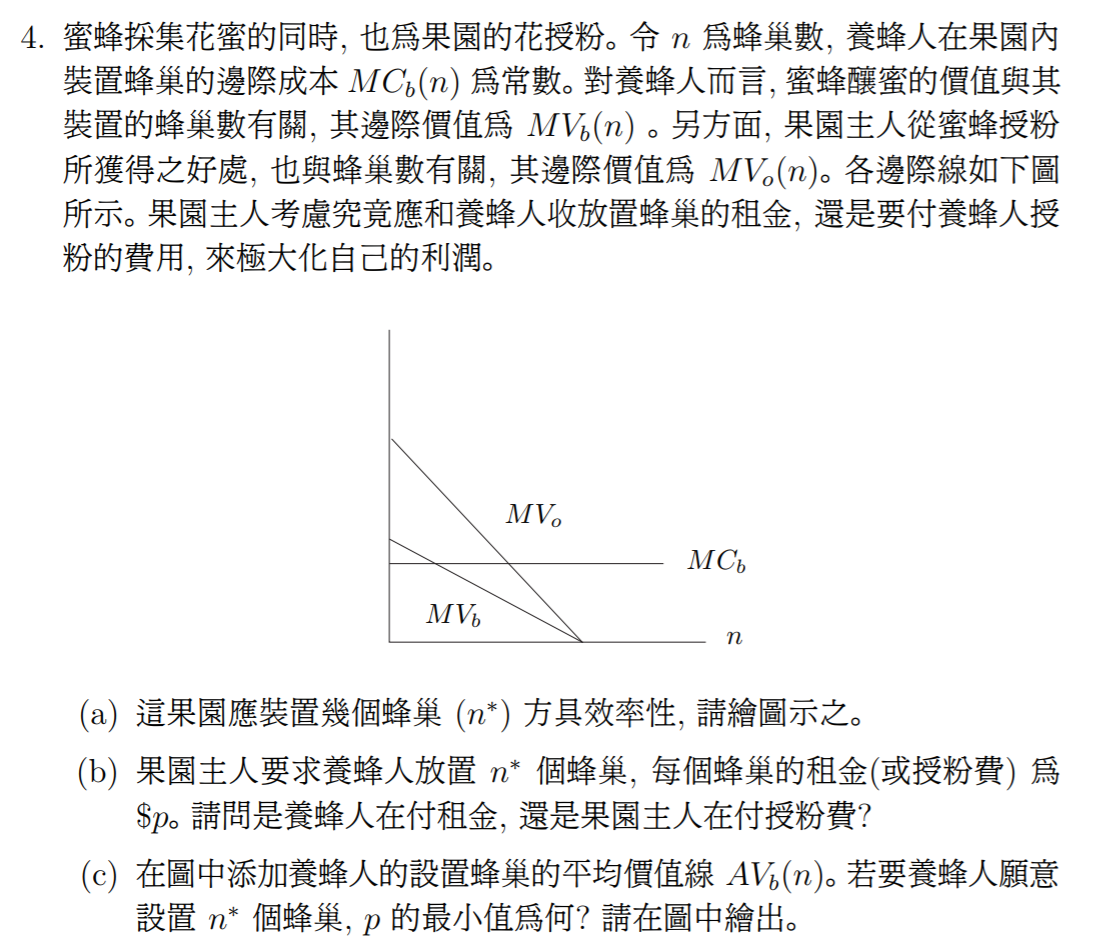 4. 蜜蜂採集花蜜的同時, 也爲果園的花授粉。令 n 爲蜂巢數, 養蜂人在果園內
裝置蜂巢的邊際成本 MC_b(n) 爲常數。對養蜂人而言, 蜜蜂釀蜜的價值與其
裝置的蜂巢數有關, 其邊際價值爲 MV_b(n) 。另方面, 果園主人從蜜蜂授粉
所獲得之好處, 也與蜂巢數有關, 其邊際價值爲 MV_o(n)。各邊際線如下圖
所示。果園主人考慮究竟應和養蜂人收放置蜂巢的租金, 還是要付養蜂人授
粉的費用, 來極大化自己的利潤。
MV_o
MC_b
MV_b
n
(a) 這果園應裝置幾個蜂巢 (n*) 方具效率性, 請繪圖示之。
(b) 果園主人要求養蜂人放置 n* 個蜂巢, 每個蜂巢的租金(或授粉費) 爲
$p。請問是養蜂人在付租金, 還是果園主人在付授粉費?
(c) 在圖中添加養蜂人的設置蜂巢的平均價值線 AV_b(n)。若要養蜂人願意
設置 n* 個蜂巢, p 的最小值爲何? 請在圖中繪出。